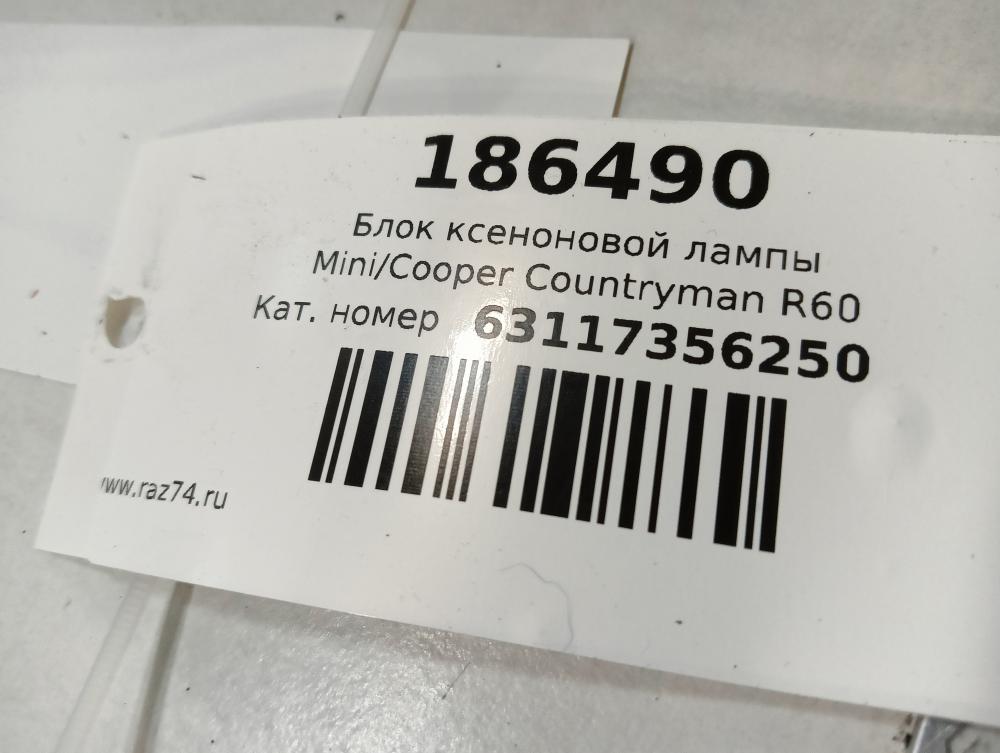 186490
Блок ксеноновой лампы
Mini/Cooper Countryman R60
Кат. номер 63117356250
www.raz74.ru